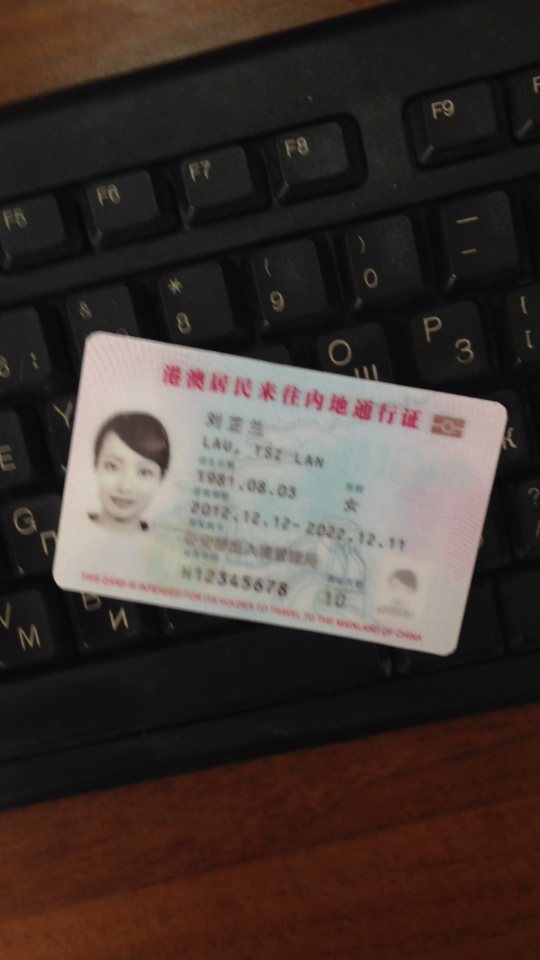 F5 F6 F7 F8 F9
& * ( ) —
8 9 0 –
6 : O Щ P З [
港澳居民来往内地通行证
刘芷兰
LAU, TSZ LAN
1981.08.03 女
2012.12.12-2022.12.11
公安部出入境管理局
H12345678 10
THIS CARD IS INTENDED FOR ITS HOLDER TO TRAVEL TO THE MAINLAND OF CHINA
Y
E
G П
V М В И